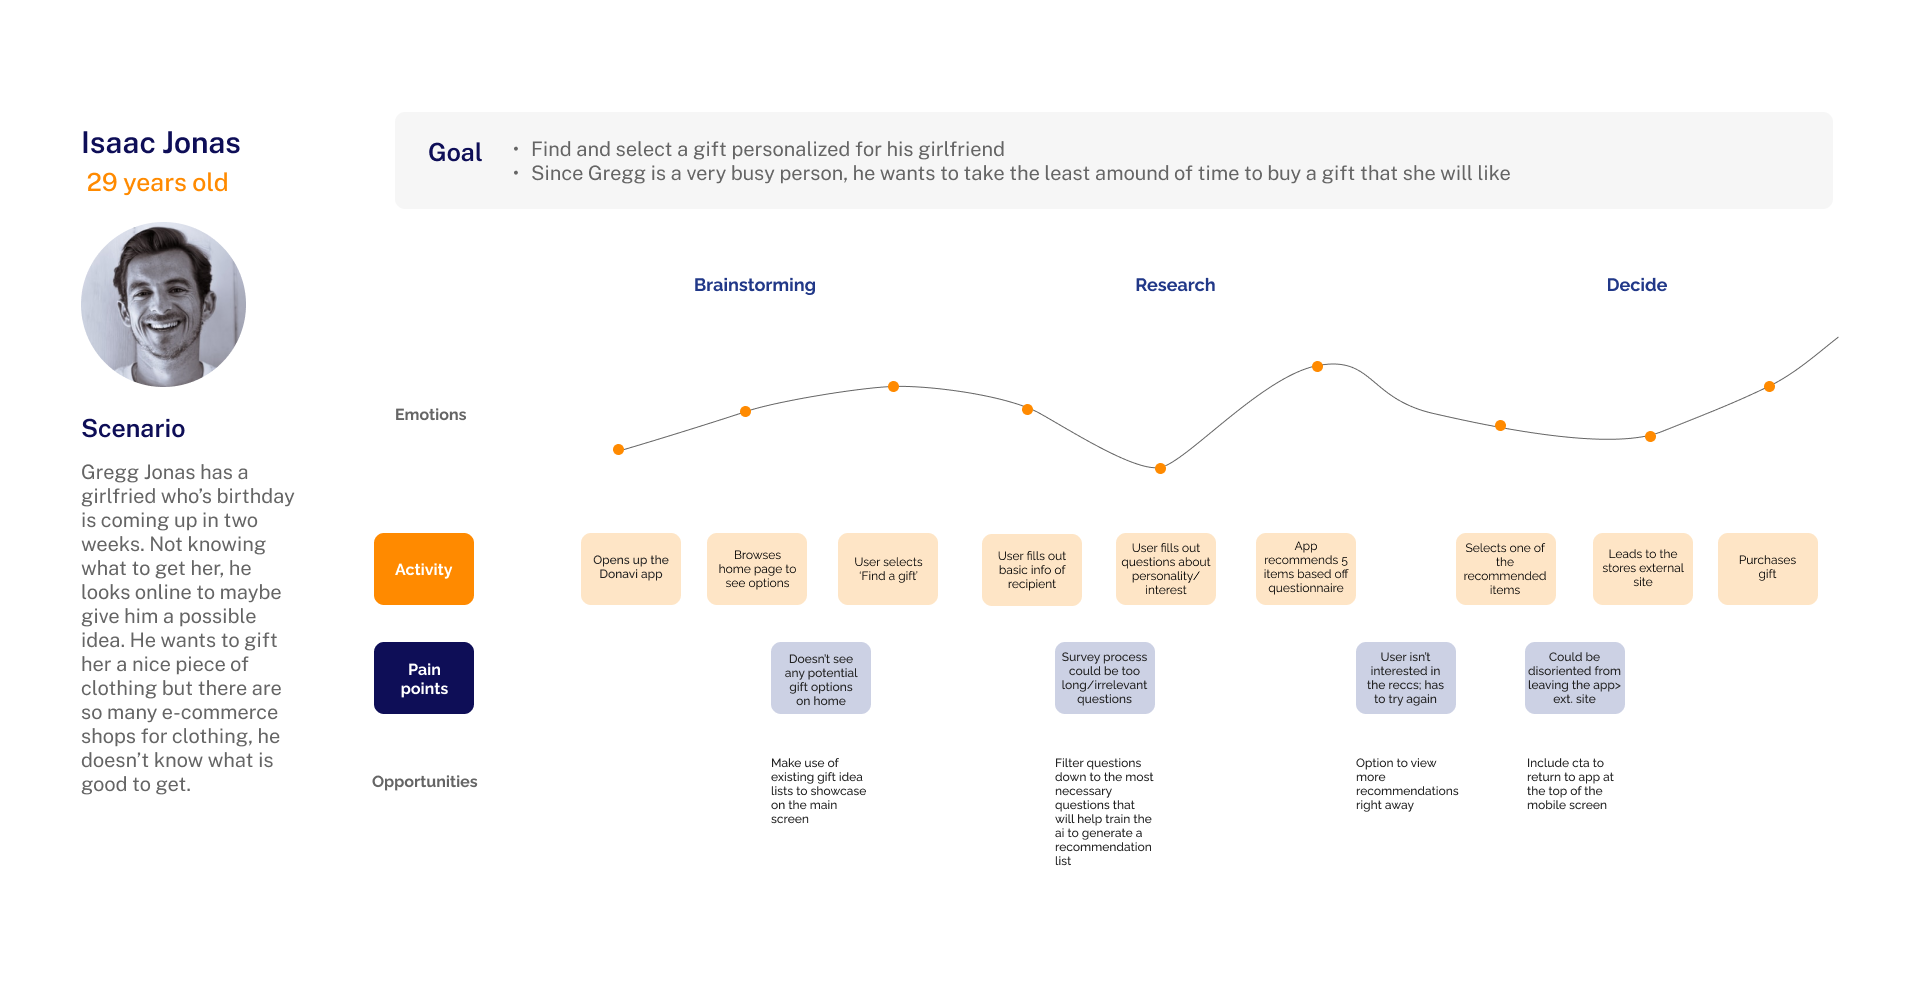 Isaac Jonas
29 years old
Scenario
Gregg Jonas has a
girlfried who's birthday
is coming up in two
weeks. Not knowing
what to get her, he
looks online to maybe
give him a possible
idea. He wants to gift
her a nice piece of
clothing but there are
so many e-commerce
shops for clothing, he
doesn't know what is
good to get.
Goal
• Find and select a gift personalized for his girlfriend
• Since Gregg is a very busy person, he wants to take the least amound of time to buy a gift that she will like
Brainstorming
Research
Decide
Emotions
Activity
Opens up the
Donavi app
Browses
home page to
see options
User selects
'Find a gift'
User fills out
basic info of
recipient
User fills out
questions about
personality/
interest
App
recommends 5
items based off
questionnaire
Selects one of
the
recommended
items
Leads to the
stores external
site
Purchases
gift
Pain
points
Doesn't see
any potential
gift options
on home
Survey process
could be too
long/irrelevant
questions
User isn't
interested in
the reccs; has
to try again
Could be
disoriented from
leaving the app>
ext. site
Opportunities
Make use of
existing gift idea
lists to showcase
on the main
screen
Filter questions
down to the most
necessary
questions that
will help train the
ai to generate a
recommendation
list
Option to view
more
recommendations
right away
Include cta to
return to app at
the top of the
mobile screen